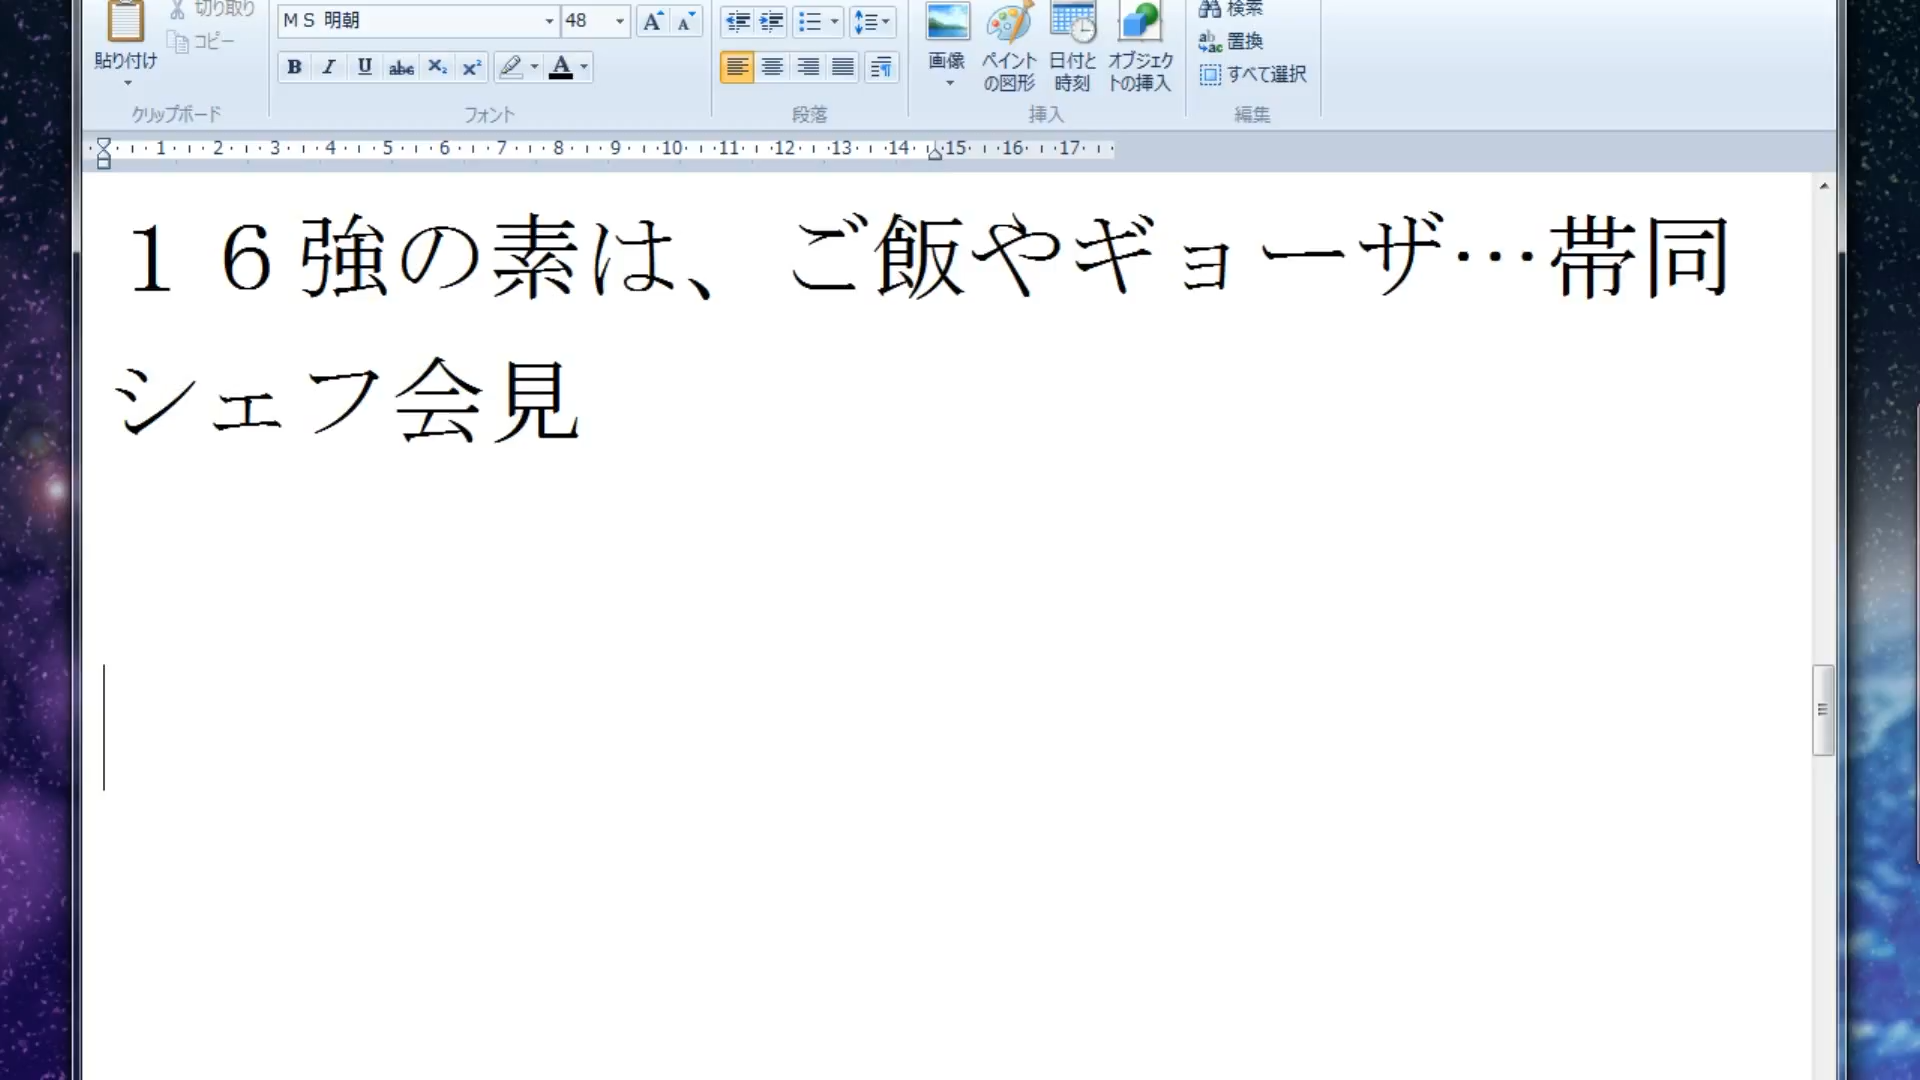 切り取り
コピー
貼り付け
クリップボード
ＭＳ 明朝
48
A A
B I U abc X₂ X² A
フォント
段落
画像
ペイント
の図形
日付と
時刻
オブジェク
トの挿入
挿入
検索
置換
すべて選択
編集
1 2 3 4 5 6 7 8 9 10 11 12 13 14 15 16 17
１６強の素は、ご飯やギョーザ…帯同
シェフ会見